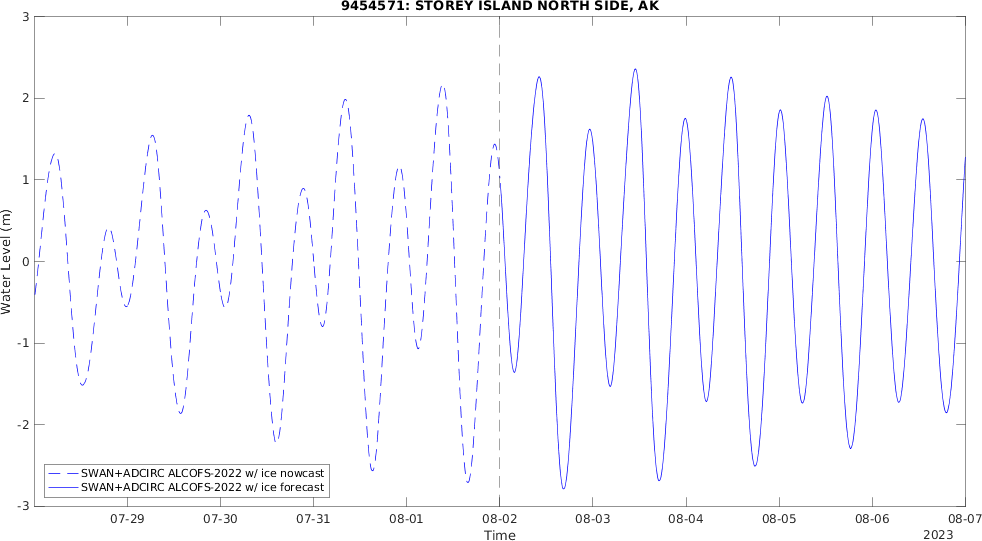 9454571: STOREY ISLAND NORTH SIDE, AK
3
2
1
0
-1
-2
-3
Water Level (m)
SWAN+ADCIRC ALCOFS-2022 w/ ice nowcast
SWAN+ADCIRC ALCOFS-2022 w/ ice forecast
07-29 07-30 07-31 08-01 08-02 08-03 08-04 08-05 08-06 08-07
Time
2023